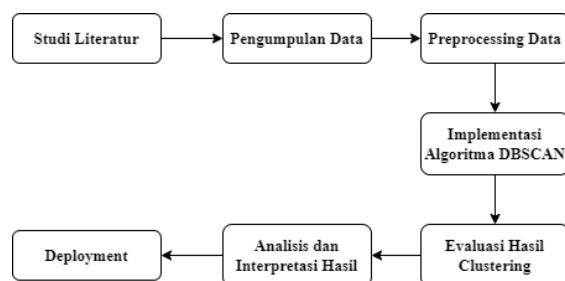 Studi Literatur
Pengumpulan Data
Preprocessing Data
Implementasi
Algoritma DBSCAN
Evaluasi Hasil
Clustering
Analisis dan
Interpretasi Hasil
Deployment